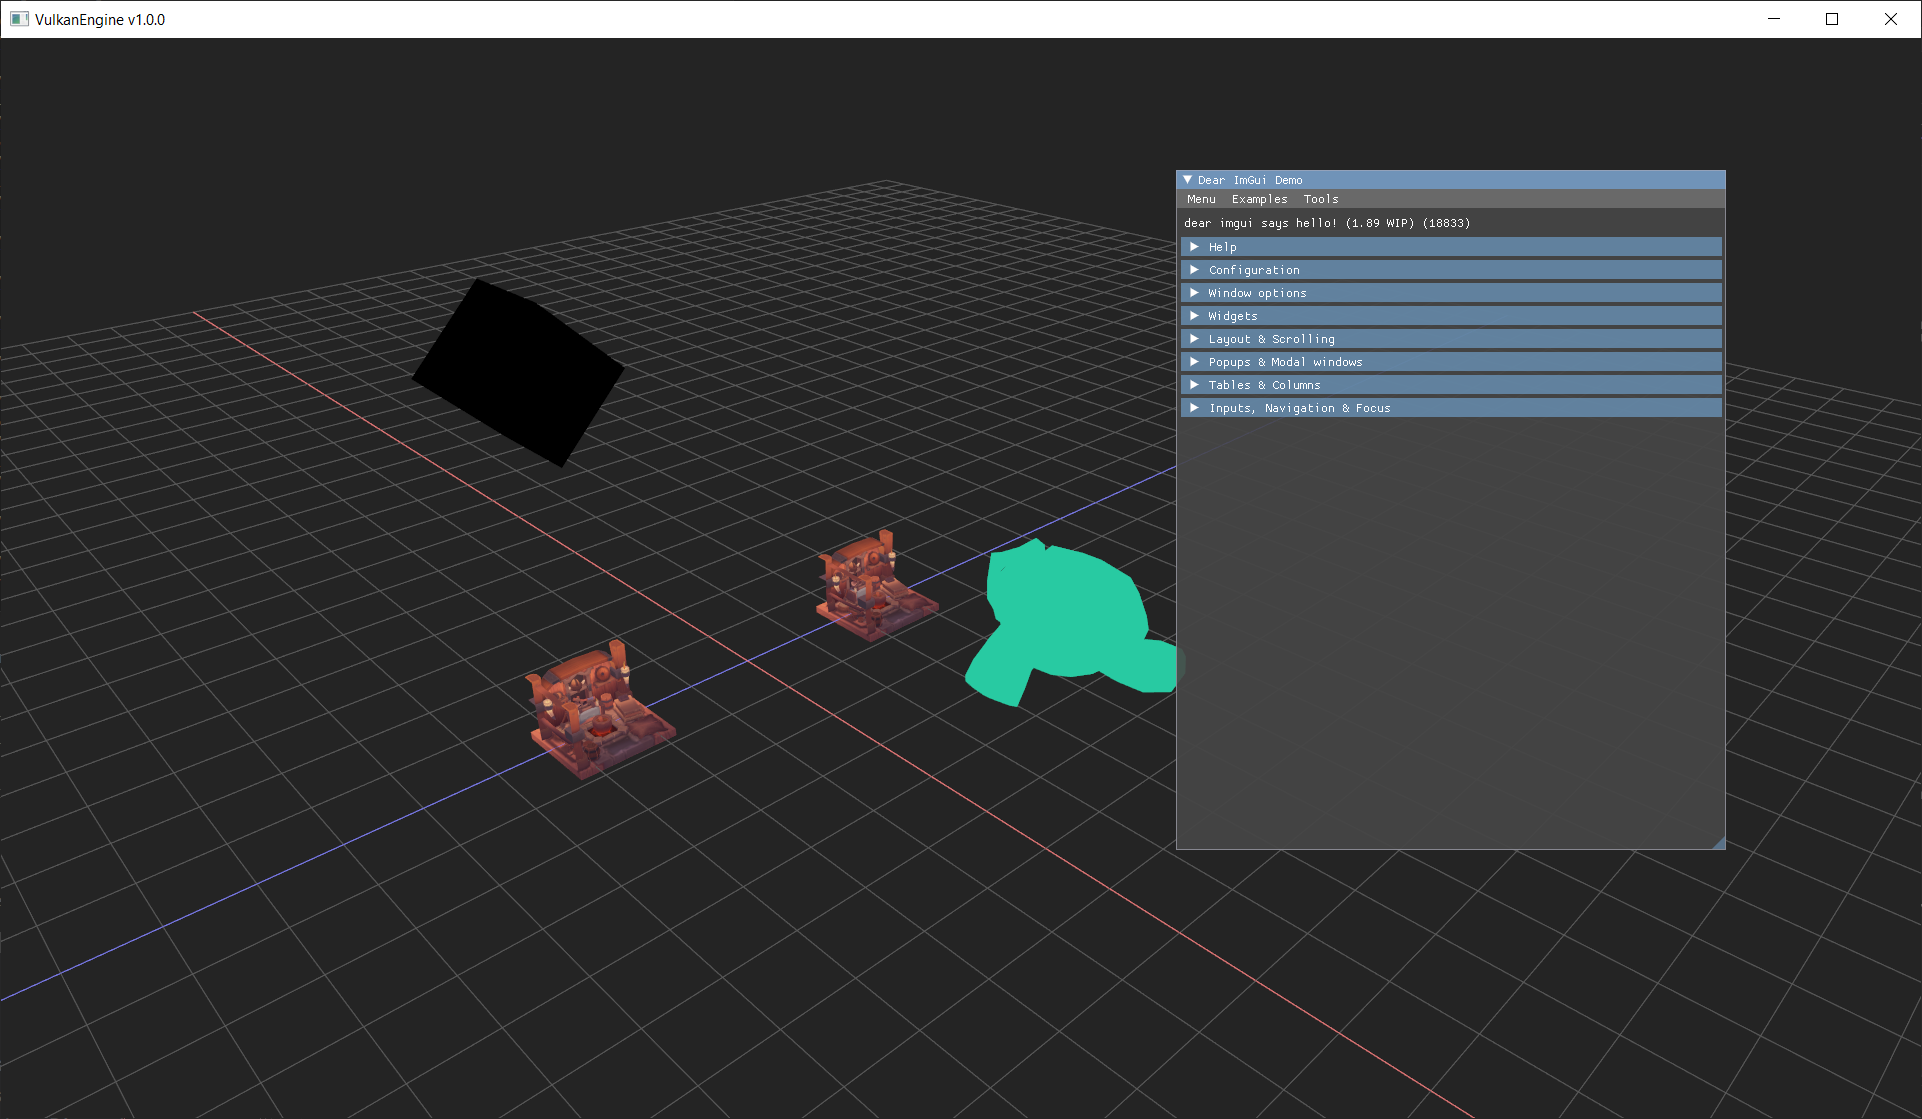 VulkanEngine v1.0.0
Dear ImGui Demo
Menu Examples Tools
dear imgui says hello! (1.89 WIP) (18833)
Help
Configuration
Window options
Widgets
Layout & Scrolling
Popups & Modal windows
Tables & Columns
Inputs, Navigation & Focus